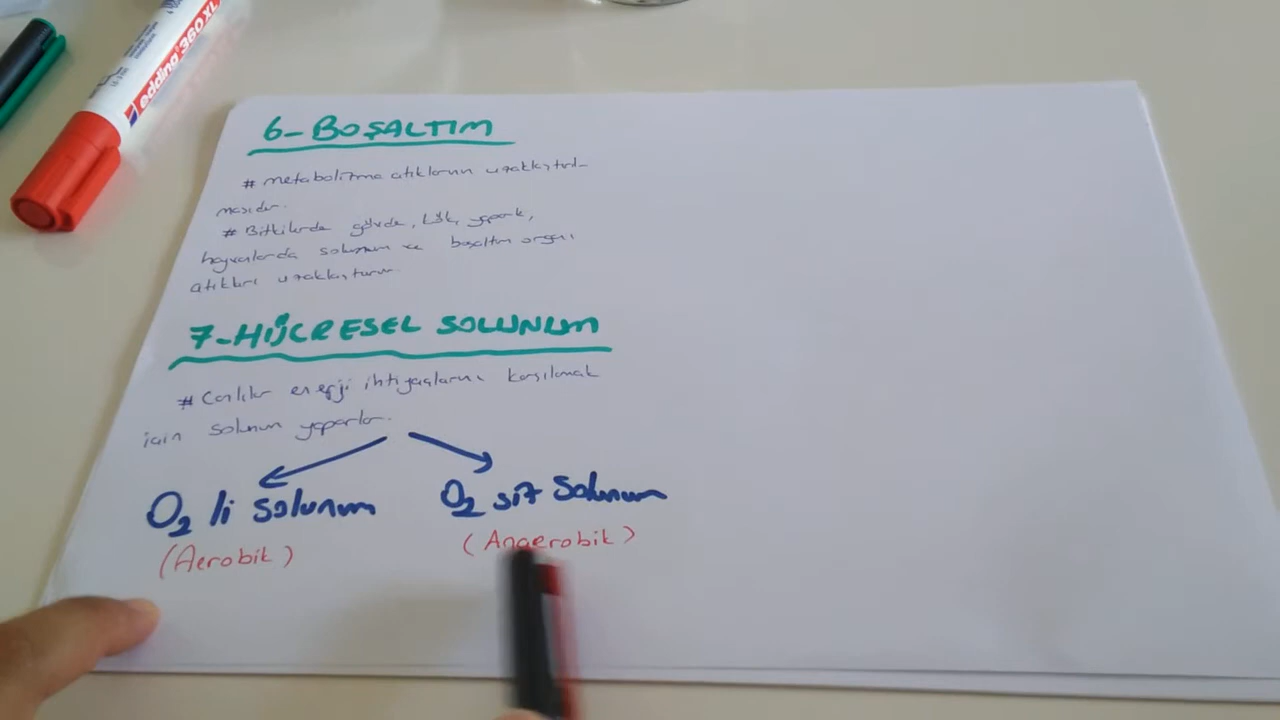 edding 360 XL
6- BOŞALTIM
# metabolizma atıklarının uzaklaştırıl-
masıdır.
# Bitkilerde gövde, kök, yaprak,
hayvanlarda solunum ve boşaltım organı
atıkları uzaklaştırır.
7-HÜCRESEL SOLUNUM
# Canlılar enerji ihtiyaçlarını karşılamak
için solunum yaparlar.
O2 li solunum
O2 siz solunum
(Aerobik)
(Anaerobik)